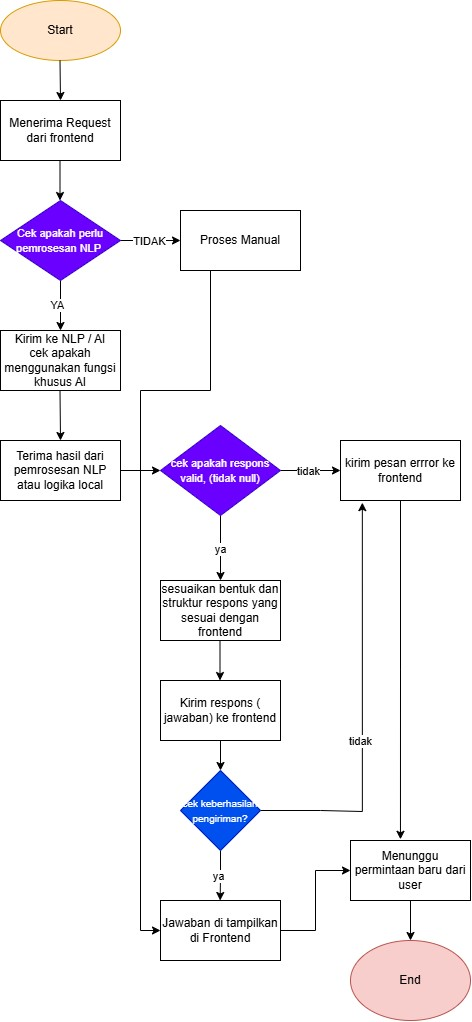 Start
Menerima Request
dari frontend
Cek apakah perlu
pemrosesan NLP
TIDAK
Proses Manual
YA
Kirim ke NLP / AI
cek apakah
menggunakan fungsi
khusus AI
Terima hasil dari
pemrosesan NLP
atau logika local
cek apakah respons
valid, (tidak null)
tidak
kirim pesan errror ke
frontend
ya
sesuaikan bentuk dan
struktur respons yang
sesuai dengan
frontend
Kirim respons (
jawaban) ke frontend
tidak
cek keberhasilan
pengiriman?
ya
Menunggu
permintaan baru dari
user
Jawaban di tampilkan
di Frontend
End